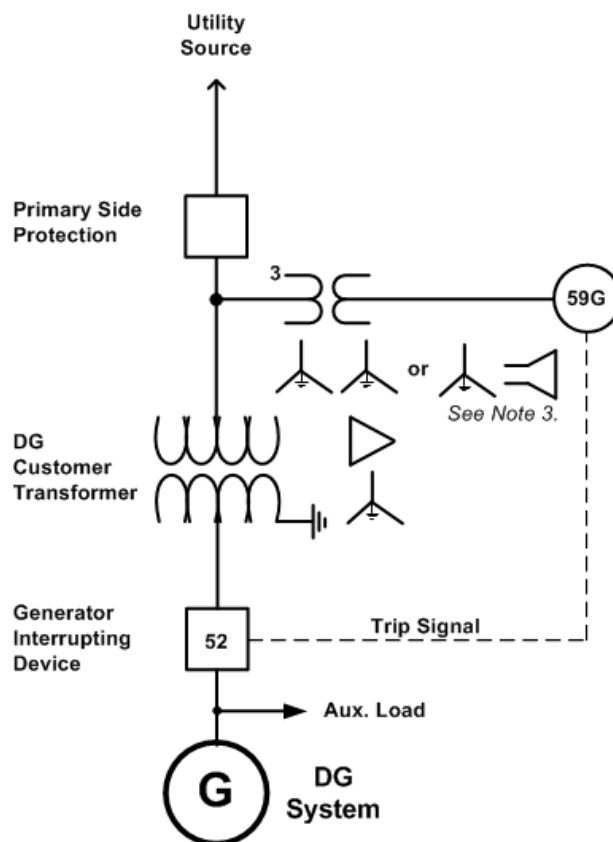 Utility
Source
Primary Side
Protection
3
59G
or
See Note 3.
DG
Customer
Transformer
Generator
Interrupting
Device
52
Trip Signal
Aux. Load
G
DG
System